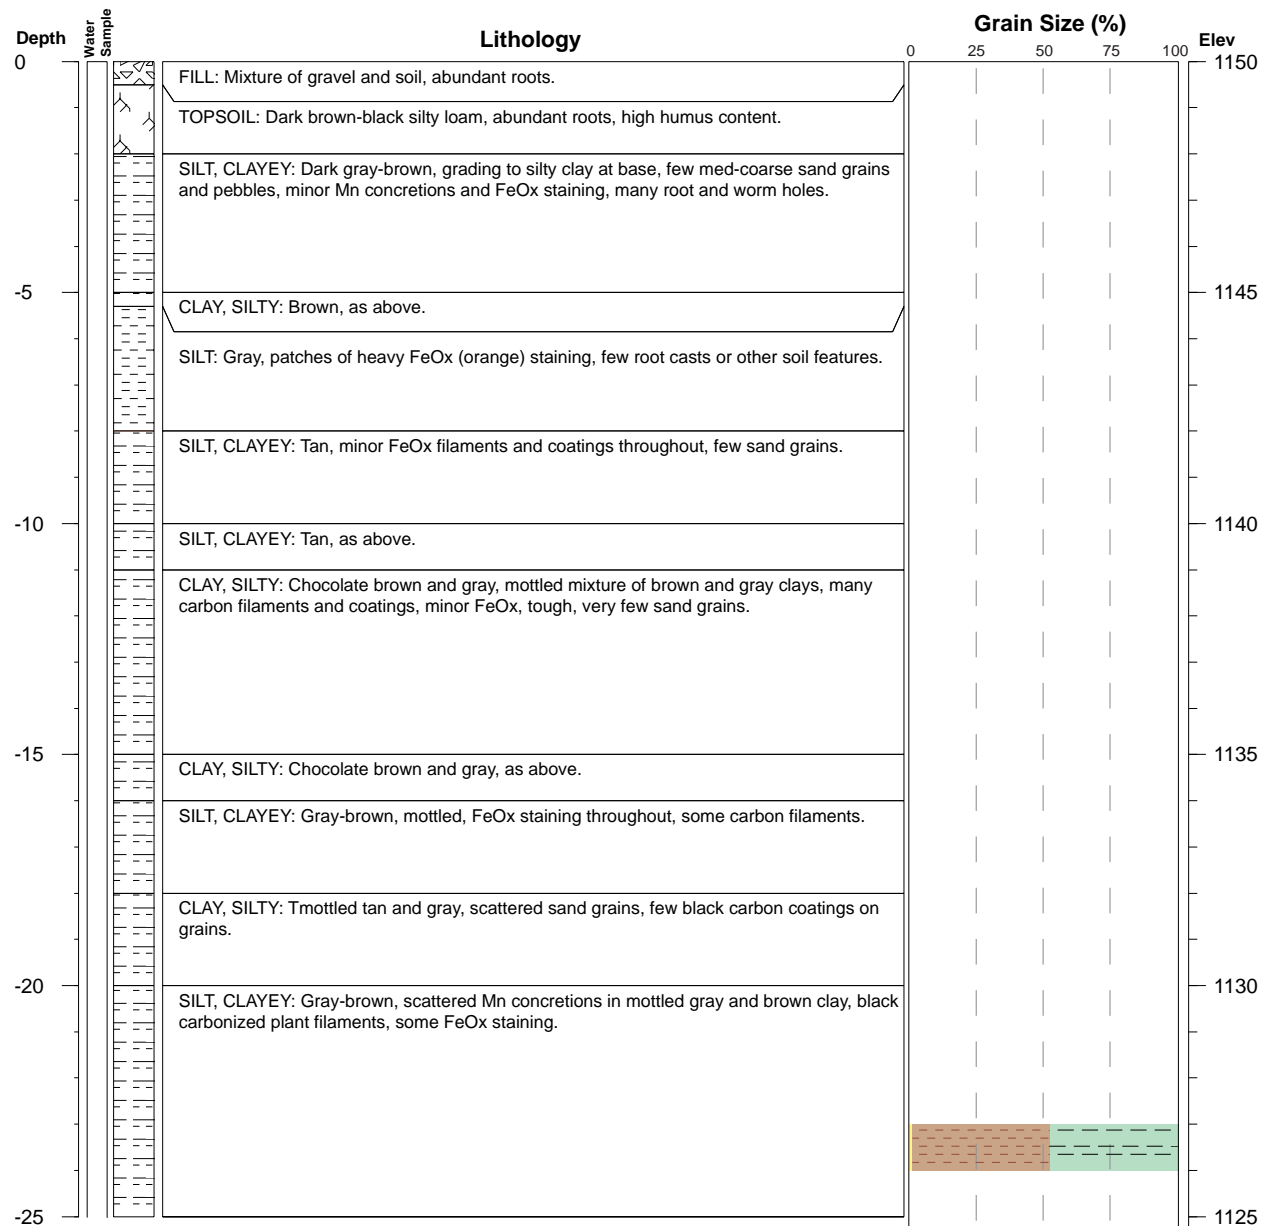 Depth
Water
Sample
Lithology
Grain Size (%)
Elev
0 25 50 75 100
0
FILL: Mixture of gravel and soil, abundant roots.
1150
TOPSOIL: Dark brown-black silty loam, abundant roots, high humus content.
SILT, CLAYEY: Dark gray-brown, grading to silty clay at base, few med-coarse sand grains
and pebbles, minor Mn concretions and FeOx staining, many root and worm holes.
-5
1145
CLAY, SILTY: Brown, as above.
SILT: Gray, patches of heavy FeOx (orange) staining, few root casts or other soil features.
SILT, CLAYEY: Tan, minor FeOx filaments and coatings throughout, few sand grains.
-10
1140
SILT, CLAYEY: Tan, as above.
CLAY, SILTY: Chocolate brown and gray, mottled mixture of brown and gray clays, many
carbon filaments and coatings, minor FeOx, tough, very few sand grains.
-15
1135
CLAY, SILTY: Chocolate brown and gray, as above.
SILT, CLAYEY: Gray-brown, mottled, FeOx staining throughout, some carbon filaments.
CLAY, SILTY: Tmottled tan and gray, scattered sand grains, few black carbon coatings on
grains.
-20
1130
SILT, CLAYEY: Gray-brown, scattered Mn concretions in mottled gray and brown clay, black
carbonized plant filaments, some FeOx staining.
-25
1125